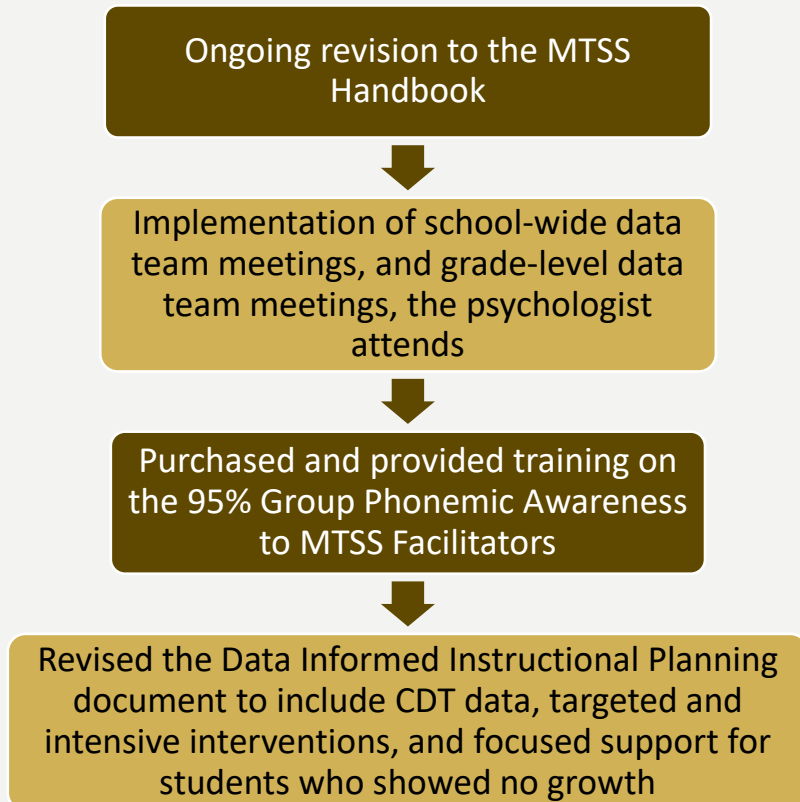 Ongoing revision to the MTSS
Handbook
Implementation of school-wide data
team meetings, and grade-level data
team meetings, the psychologist
attends
Purchased and provided training on
the 95% Group Phonemic Awareness
to MTSS Facilitators
Revised the Data Informed Instructional Planning
document to include CDT data, targeted and
intensive interventions, and focused support for
students who showed no growth